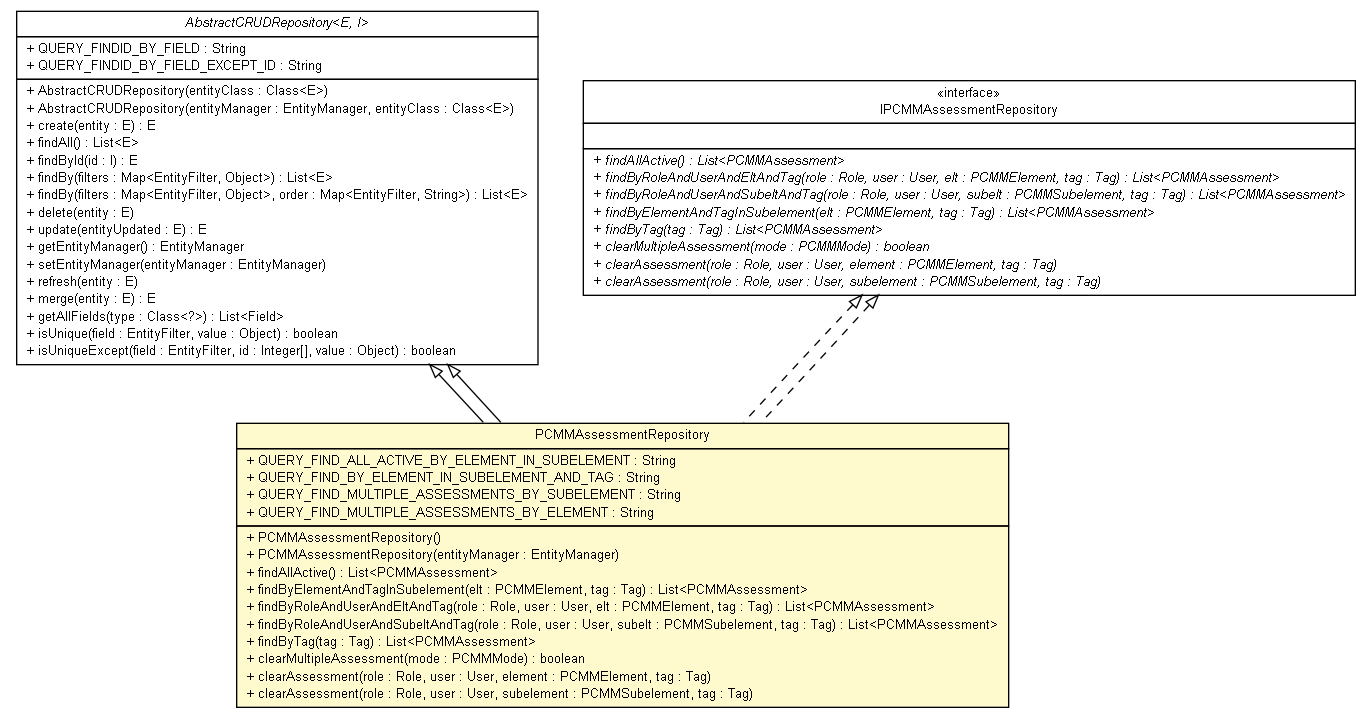 AbstractCRUDRepository<E, I>
+ QUERY_FINDID_BY_FIELD : String
+ QUERY_FINDID_BY_FIELD_EXCEPT_ID : String
+ AbstractCRUDRepository(entityClass : Class<E>)
+ AbstractCRUDRepository(entityManager : EntityManager, entityClass : Class<E>)
+ create(entity : E) : E
+ findAll() : List<E>
+ findById(id : I) : E
+ findBy(filters : Map<EntityFilter, Object>) : List<E>
+ findBy(filters : Map<EntityFilter, Object>, order : Map<EntityFilter, String>) : List<E>
+ delete(entity : E)
+ update(entityUpdated : E) : E
+ getEntityManager() : EntityManager
+ setEntityManager(entityManager : EntityManager)
+ refresh(entity : E)
+ merge(entity : E) : E
+ getAllFields(type : Class<?>) : List<Field>
+ isUnique(field : EntityFilter, value : Object) : boolean
+ isUniqueExcept(field : EntityFilter, id : Integer[], value : Object) : boolean
«interface»
IPCMMAssessmentRepository
+ findAllActive() : List<PCMMAssessment>
+ findByRoleAndUserAndEltAndTag(role : Role, user : User, elt : PCMMElement, tag : Tag) : List<PCMMAssessment>
+ findByRoleAndUserAndSubeltAndTag(role : Role, user : User, subelt : PCMMSubelement, tag : Tag) : List<PCMMAssessment>
+ findByElementAndTagInSubelement(elt : PCMMElement, tag : Tag) : List<PCMMAssessment>
+ findByTag(tag : Tag) : List<PCMMAssessment>
+ clearMultipleAssessment(mode : PCMMMode) : boolean
+ clearAssessment(role : Role, user : User, element : PCMMElement, tag : Tag)
+ clearAssessment(role : Role, user : User, subelement : PCMMSubelement, tag : Tag)
PCMMAssessmentRepository
+ QUERY_FIND_ALL_ACTIVE_BY_ELEMENT_IN_SUBELEMENT : String
+ QUERY_FIND_BY_ELEMENT_IN_SUBELEMENT_AND_TAG : String
+ QUERY_FIND_MULTIPLE_ASSESSMENTS_BY_SUBELEMENT : String
+ QUERY_FIND_MULTIPLE_ASSESSMENTS_BY_ELEMENT : String
+ PCMMAssessmentRepository()
+ PCMMAssessmentRepository(entityManager : EntityManager)
+ findAllActive() : List<PCMMAssessment>
+ findByElementAndTagInSubelement(elt : PCMMElement, tag : Tag) : List<PCMMAssessment>
+ findByRoleAndUserAndEltAndTag(role : Role, user : User, elt : PCMMElement, tag : Tag) : List<PCMMAssessment>
+ findByRoleAndUserAndSubeltAndTag(role : Role, user : User, subelt : PCMMSubelement, tag : Tag) : List<PCMMAssessment>
+ findByTag(tag : Tag) : List<PCMMAssessment>
+ clearMultipleAssessment(mode : PCMMMode) : boolean
+ clearAssessment(role : Role, user : User, element : PCMMElement, tag : Tag)
+ clearAssessment(role : Role, user : User, subelement : PCMMSubelement, tag : Tag)